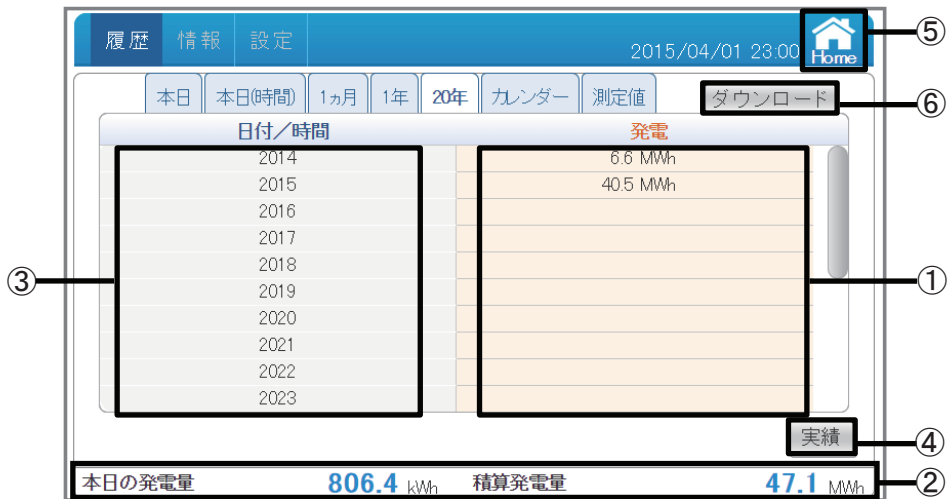 履歴 情報 設定 2015/04/01 23:00 Home ⑤
本日 本日(時間) 1ヵ月 1年 20年 カレンダー 測定値 ダウンロード ⑥
日付／時間 発電
2014 6.6 MWh
2015 40.5 MWh
2016
2017
2018
③ 2019 ①
2020
2021
2022
2023
実績 ④
本日の発電量 806.4 kWh 積算発電量 47.1 MWh ②